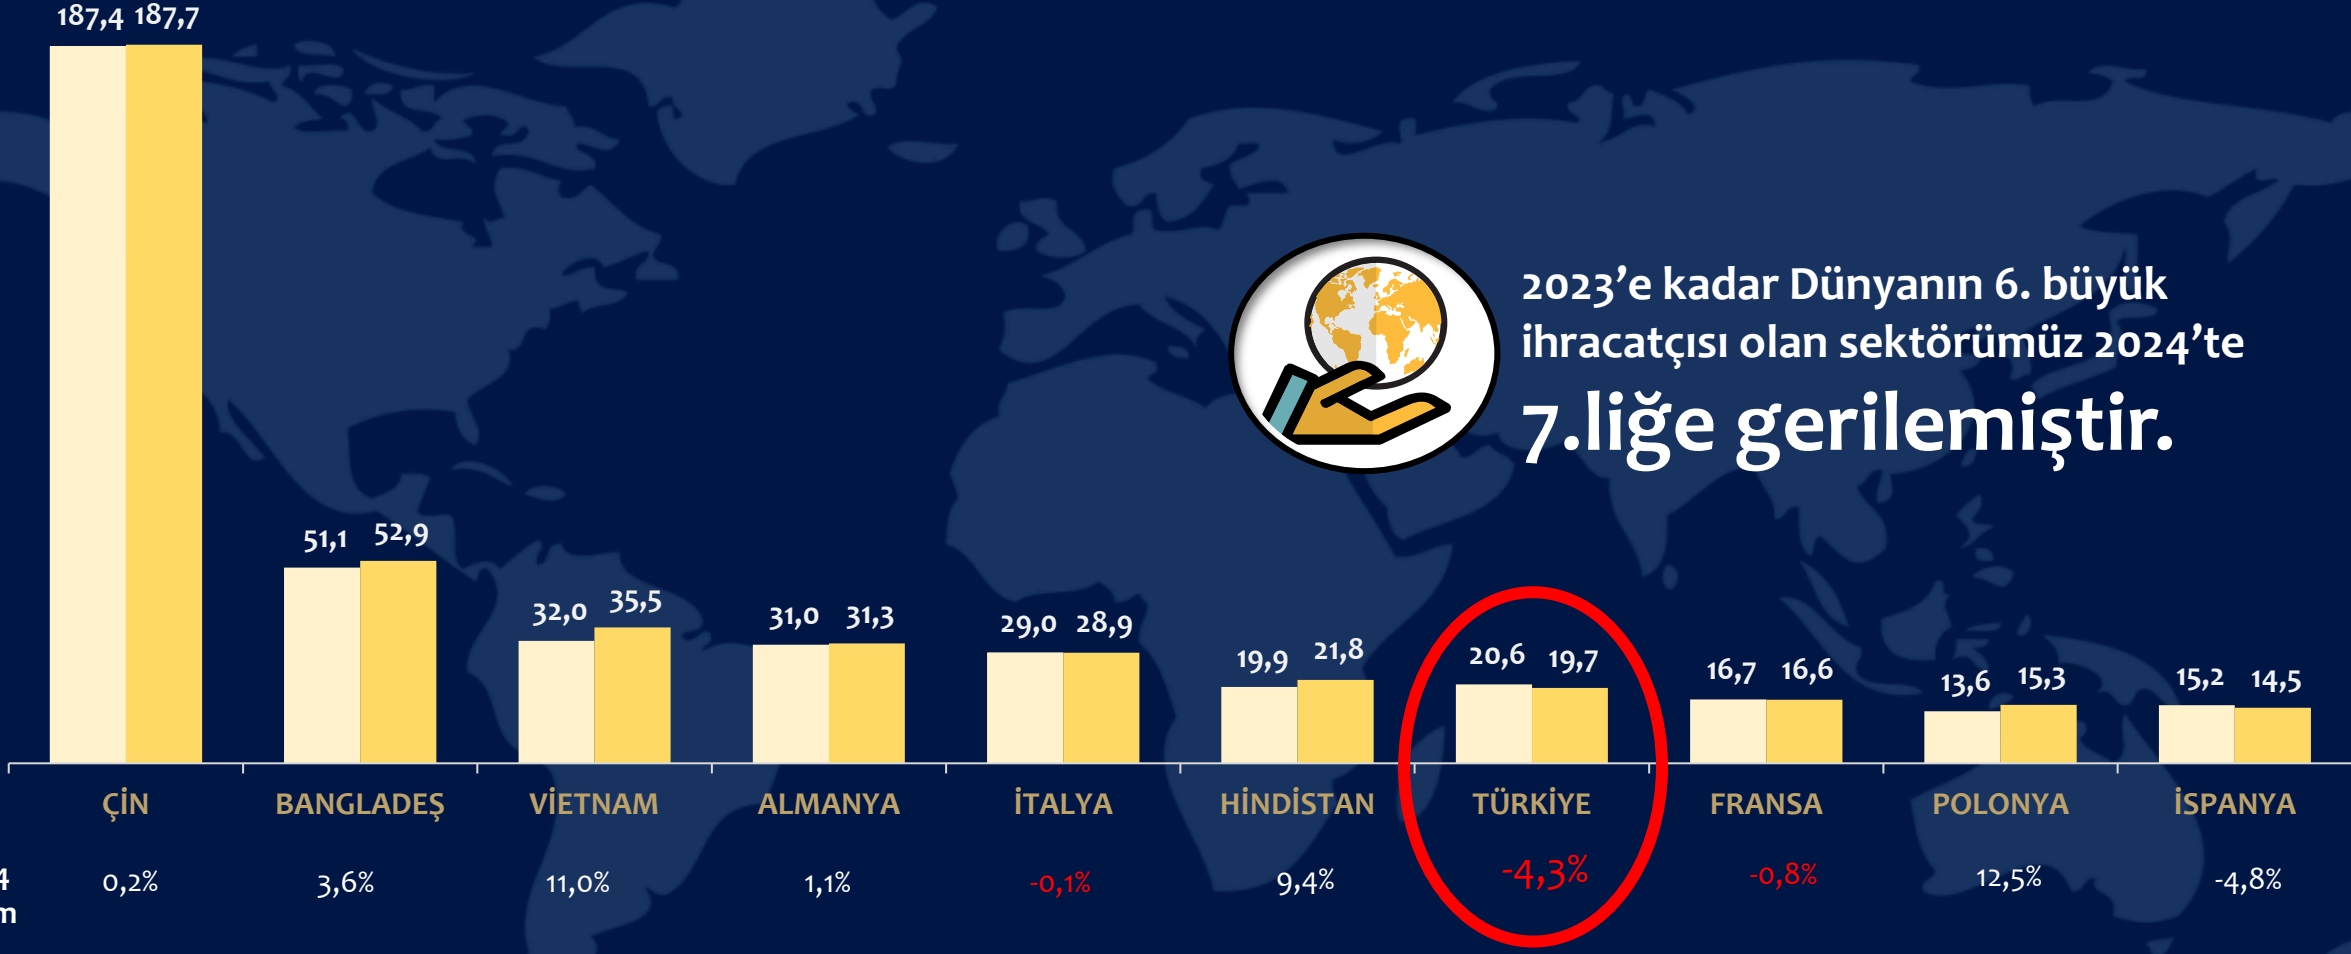 187,4 187,7
2023’e kadar Dünyanın 6. büyük
ihracatçısı olan sektörümüz 2024’te
7.liğe gerilemiştir.
51,1 52,9
32,0 35,5
31,0 31,3
29,0 28,9
19,9 21,8
20,6 19,7
16,7 16,6
13,6 15,3
15,2 14,5
ÇİN BANGLADEŞ VİETNAM ALMANYA İTALYA HİNDİSTAN TÜRKİYE FRANSA POLONYA İSPANYA
0,2% 3,6% 11,0% 1,1% -0,1% 9,4% -4,3% -0,8% 12,5% -4,8%